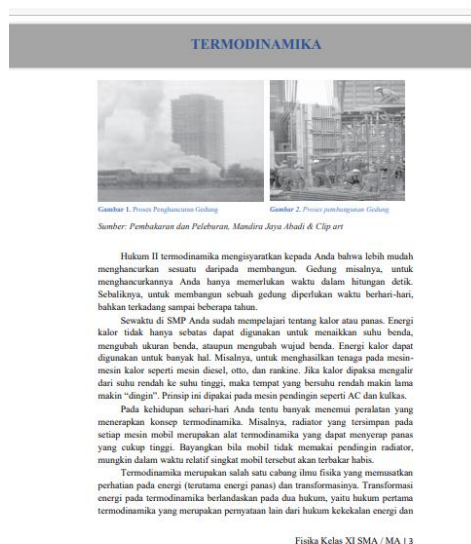 TERMODINAMIKA
Gambar 1. Proses Penghancuran Gedung
Gambar 2. Proses pembangunan Gedung
Sumber: Pembakaran dan Peleburan, Mandira Jaya Abadi & Clip art
Hukum II termodinamika mengisyaratkan kepada Anda bahwa lebih mudah
menghancurkan sesuatu daripada membangun. Gedung misalnya, untuk
menghancurkannya Anda hanya memerlukan waktu dalam hitungan detik.
Sebaliknya, untuk membangun sebuah gedung diperlukan waktu berhari-hari,
bahkan terkadang sampai beberapa tahun.
Sewaktu di SMP Anda sudah mempelajari tentang kalor atau panas. Energi
kalor tidak hanya sebatas dapat digunakan untuk menaikkan suhu benda,
mengubah ukuran benda, ataupun mengubah wujud benda. Energi kalor dapat
digunakan untuk banyak hal. Misalnya, untuk menghasilkan tenaga pada mesin-
mesin kalor seperti mesin diesel, otto, dan rankine. Jika kalor dipaksa mengalir
dari suhu rendah ke suhu tinggi, maka tempat yang bersuhu rendah makin lama
makin “dingin”. Prinsip ini dipakai pada mesin pendingin seperti AC dan kulkas.
Pada kehidupan sehari-hari Anda tentu banyak menemui peralatan yang
menerapkan konsep termodinamika. Misalnya, radiator yang tersimpan pada
setiap mesin mobil merupakan alat termodinamika yang dapat menyerap panas
yang cukup tinggi. Bayangkan bila mobil tidak memakai pendingin radiator,
mungkin dalam waktu relatif singkat mobil tersebut akan terbakar habis.
Termodinamika merupakan salah satu cabang ilmu fisika yang memusatkan
perhatian pada energi (terutama energi panas) dan transformasinya. Transformasi
energi pada termodinamika berlandaskan pada dua hukum, yaitu hukum pertama
termodinamika yang merupakan pernyataan lain dari hukum kekekalan energi dan
Fisika Kelas XI SMA / MA | 3